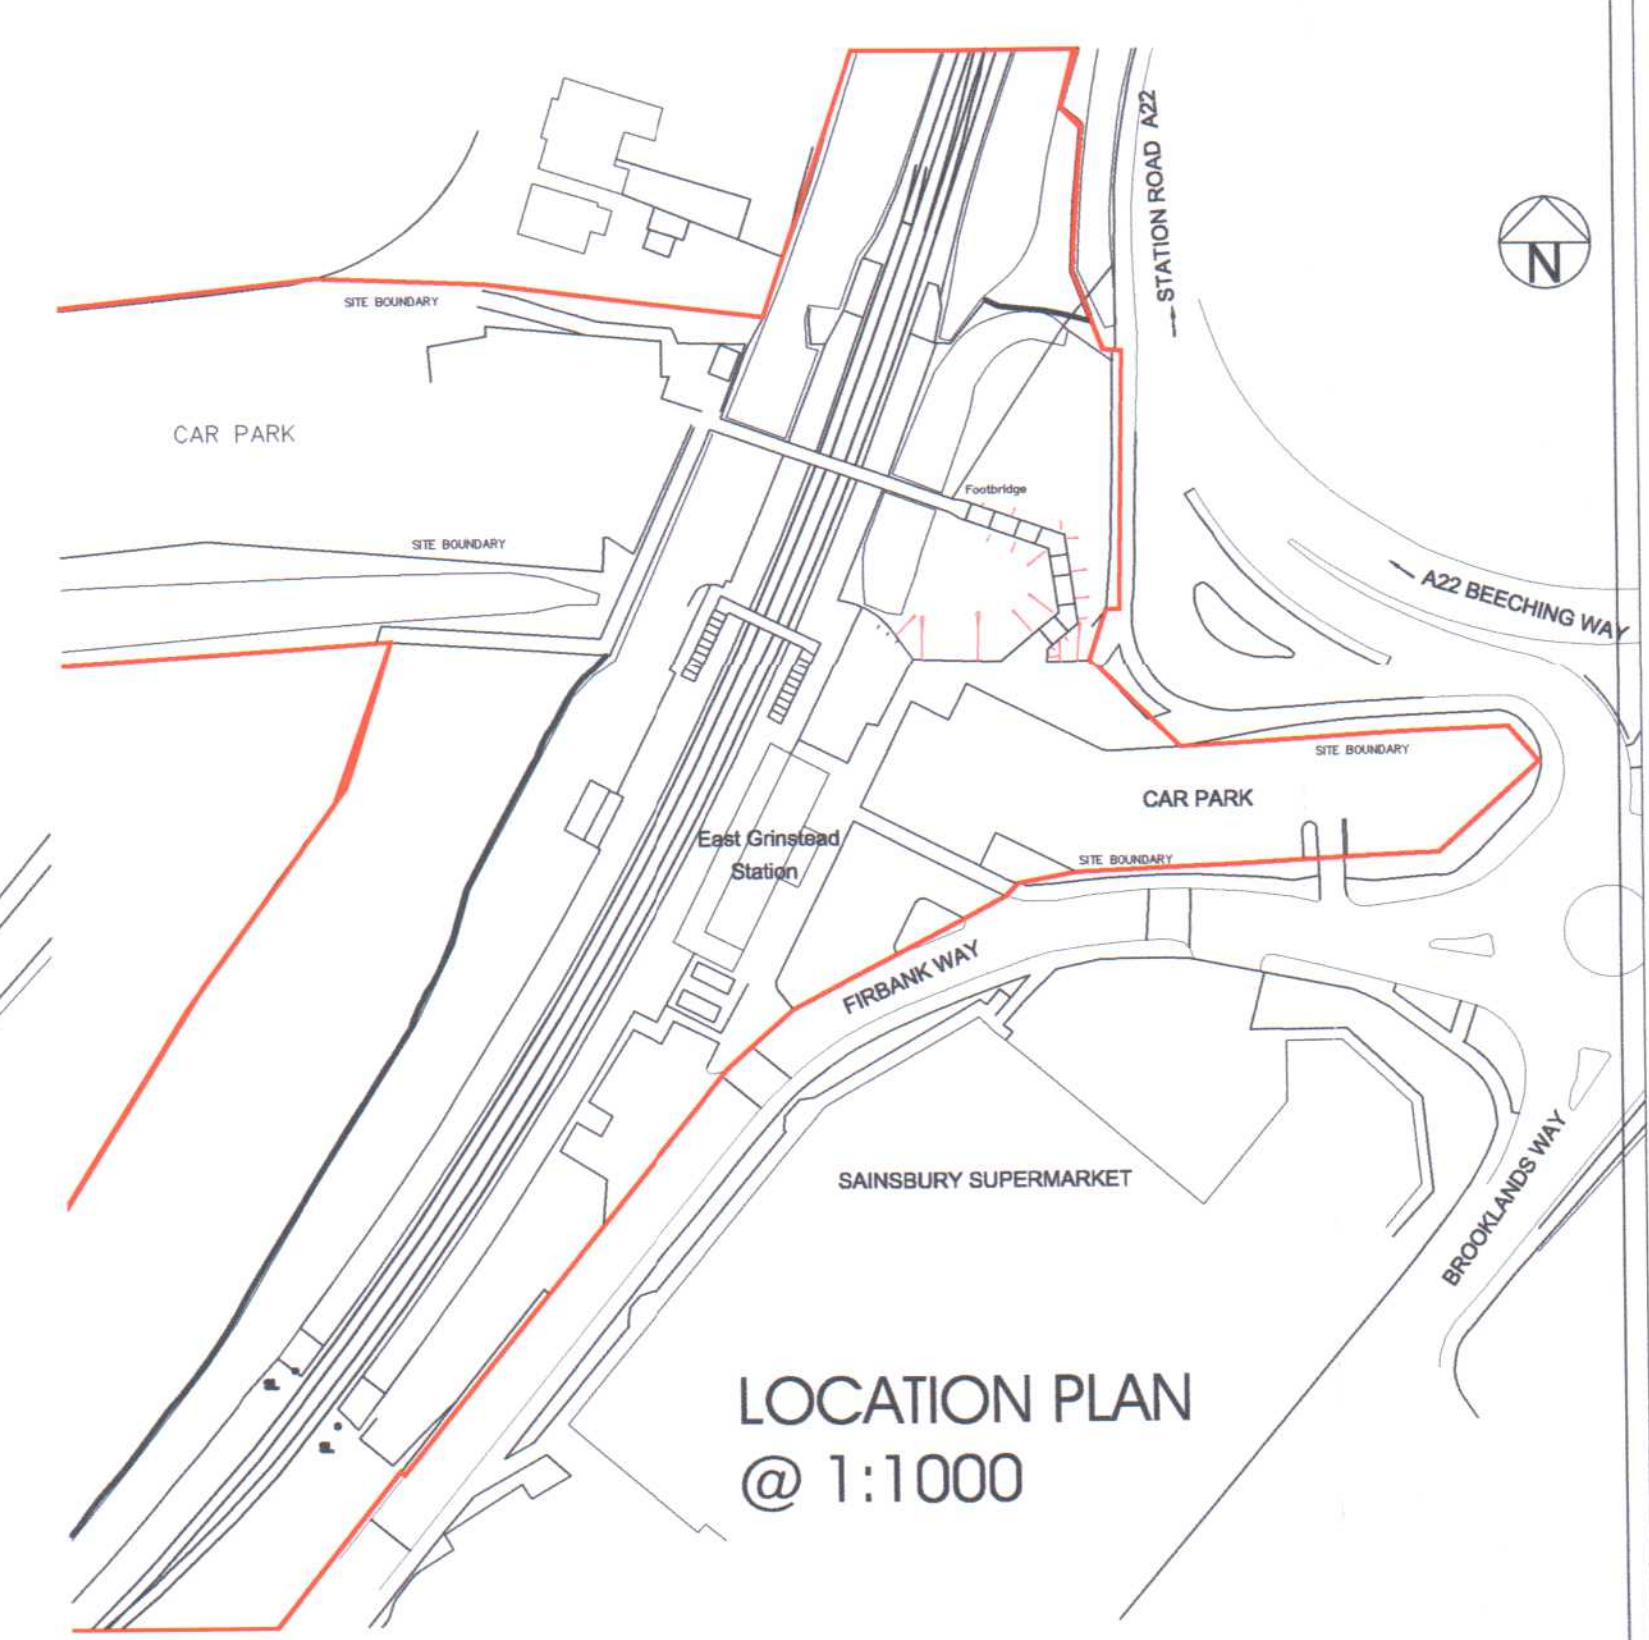 STATION ROAD A22
N
SITE BOUNDARY
CAR PARK
Footbridge
SITE BOUNDARY
A22 BEECHING WAY
SITE BOUNDARY
CAR PARK
East Grinstead
Station
SITE BOUNDARY
FIRBANK WAY
SAINSBURY SUPERMARKET
BROOKLANDS WAY
LOCATION PLAN
@ 1:1000